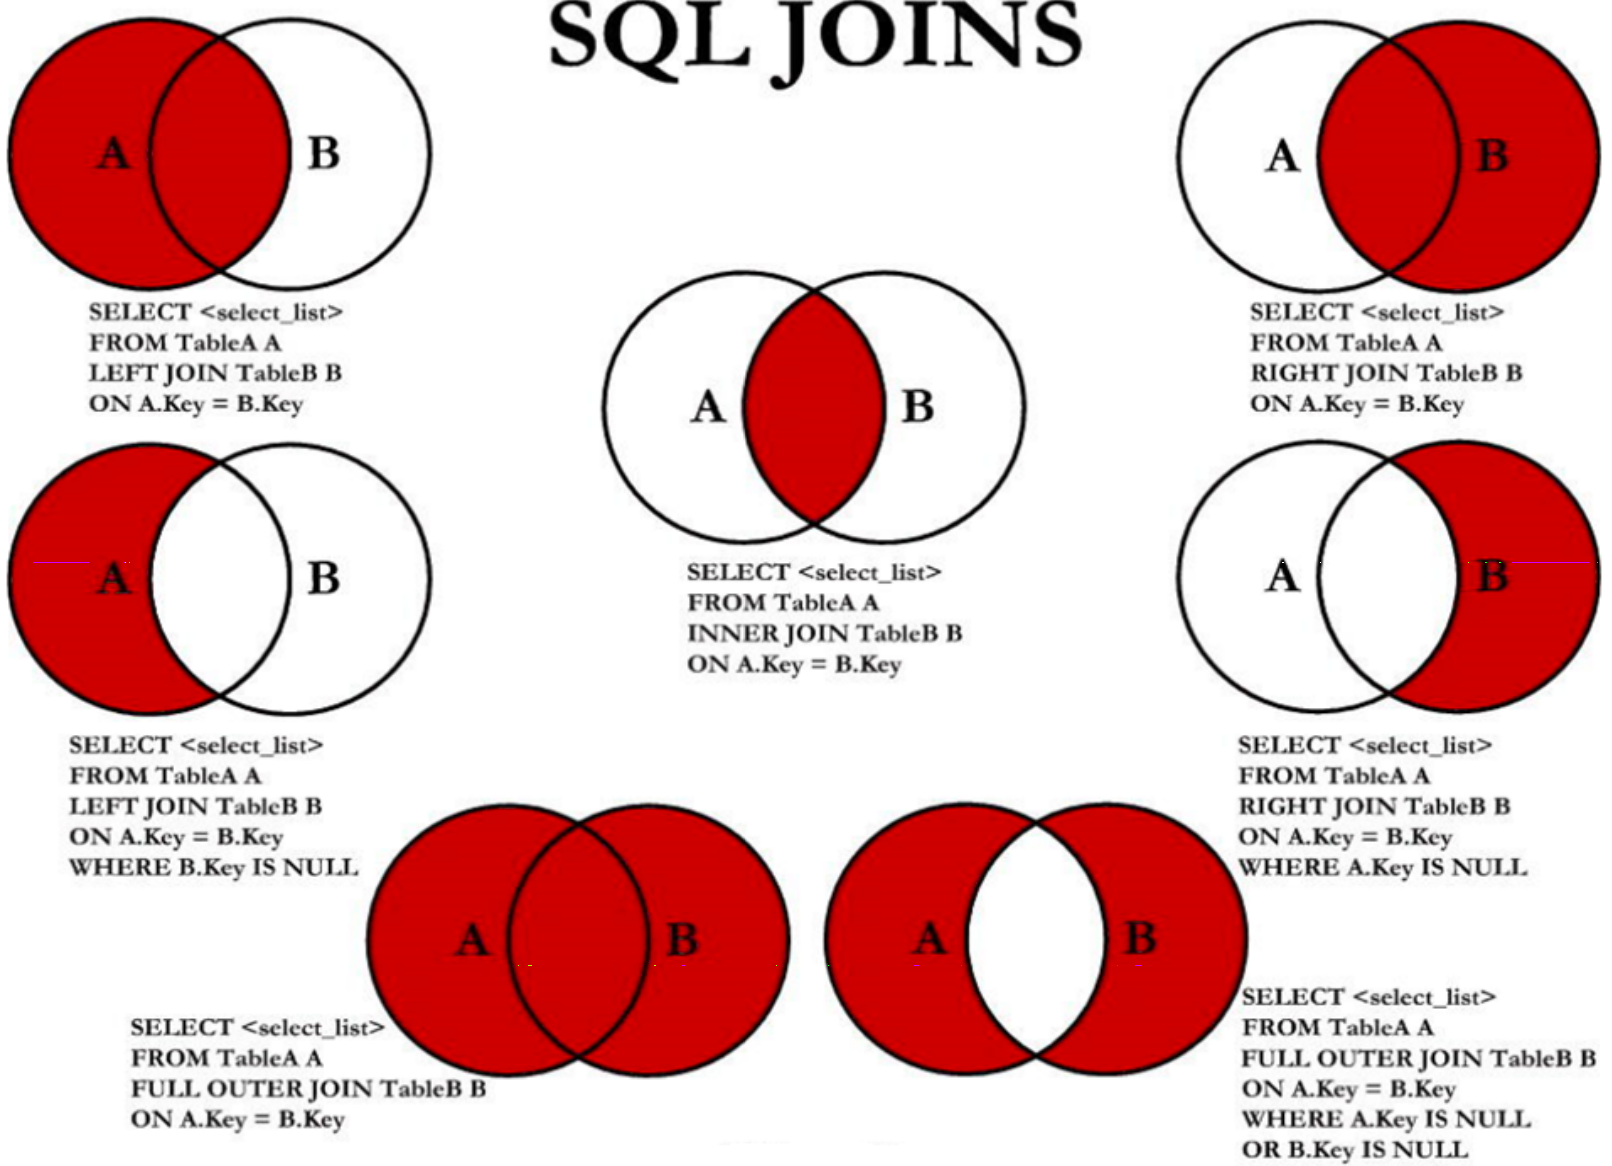 SQL JOINS
A B
SELECT <select_list>
FROM TableA A
LEFT JOIN TableB B
ON A.Key = B.Key
A B
SELECT <select_list>
FROM TableA A
RIGHT JOIN TableB B
ON A.Key = B.Key
A B
SELECT <select_list>
FROM TableA A
INNER JOIN TableB B
ON A.Key = B.Key
A B
SELECT <select_list>
FROM TableA A
LEFT JOIN TableB B
ON A.Key = B.Key
WHERE B.Key IS NULL
A B
SELECT <select_list>
FROM TableA A
RIGHT JOIN TableB B
ON A.Key = B.Key
WHERE A.Key IS NULL
A B
SELECT <select_list>
FROM TableA A
FULL OUTER JOIN TableB B
ON A.Key = B.Key
A B
SELECT <select_list>
FROM TableA A
FULL OUTER JOIN TableB B
ON A.Key = B.Key
WHERE A.Key IS NULL
OR B.Key IS NULL